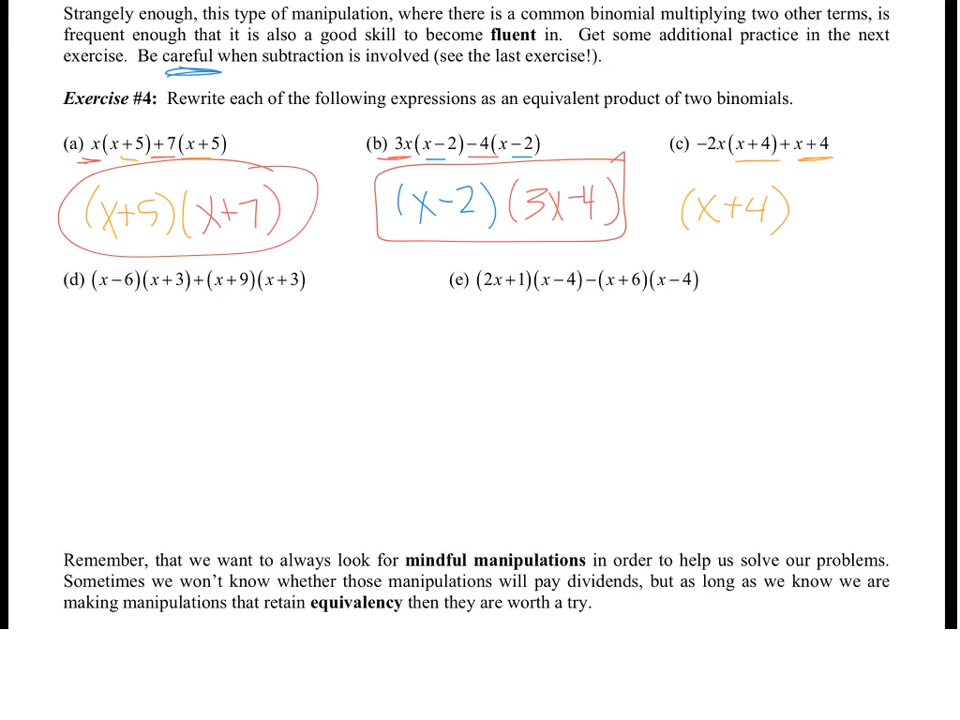 Strangely enough, this type of manipulation, where there is a common binomial multiplying two other terms, is
frequent enough that it is also a good skill to become fluent in. Get some additional practice in the next
exercise. Be careful when subtraction is involved (see the last exercise!).
Exercise #4: Rewrite each of the following expressions as an equivalent product of two binomials.
(a) x(x+5)+7(x+5) (b) 3x(x−2)−4(x−2) (c) −2x(x+4)+x+4
(x+5)(x+7) (x-2)(3x-4) (x+4)
(d) (x−6)(x+3)+(x+9)(x+3) (e) (2x+1)(x−4)−(x+6)(x−4)
Remember, that we want to always look for mindful manipulations in order to help us solve our problems.
Sometimes we won't know whether those manipulations will pay dividends, but as long as we know we are
making manipulations that retain equivalency then they are worth a try.